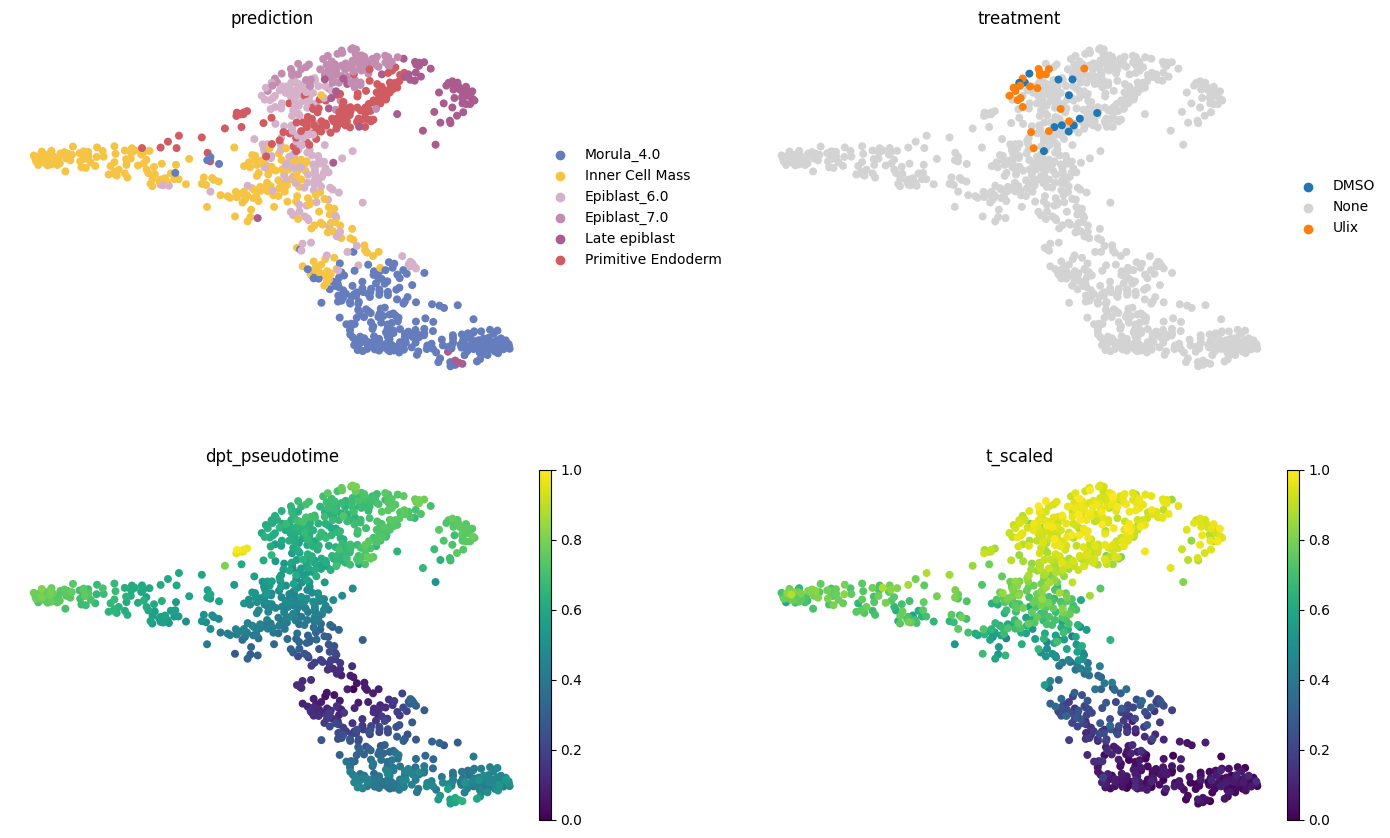 prediction
treatment
Morula_4.0
Inner Cell Mass
Epiblast_6.0
Epiblast_7.0
Late epiblast
Primitive Endoderm
DMSO
None
Ulix
dpt_pseudotime
t_scaled
1.0
0.8
0.6
0.4
0.2
0.0
1.0
0.8
0.6
0.4
0.2
0.0